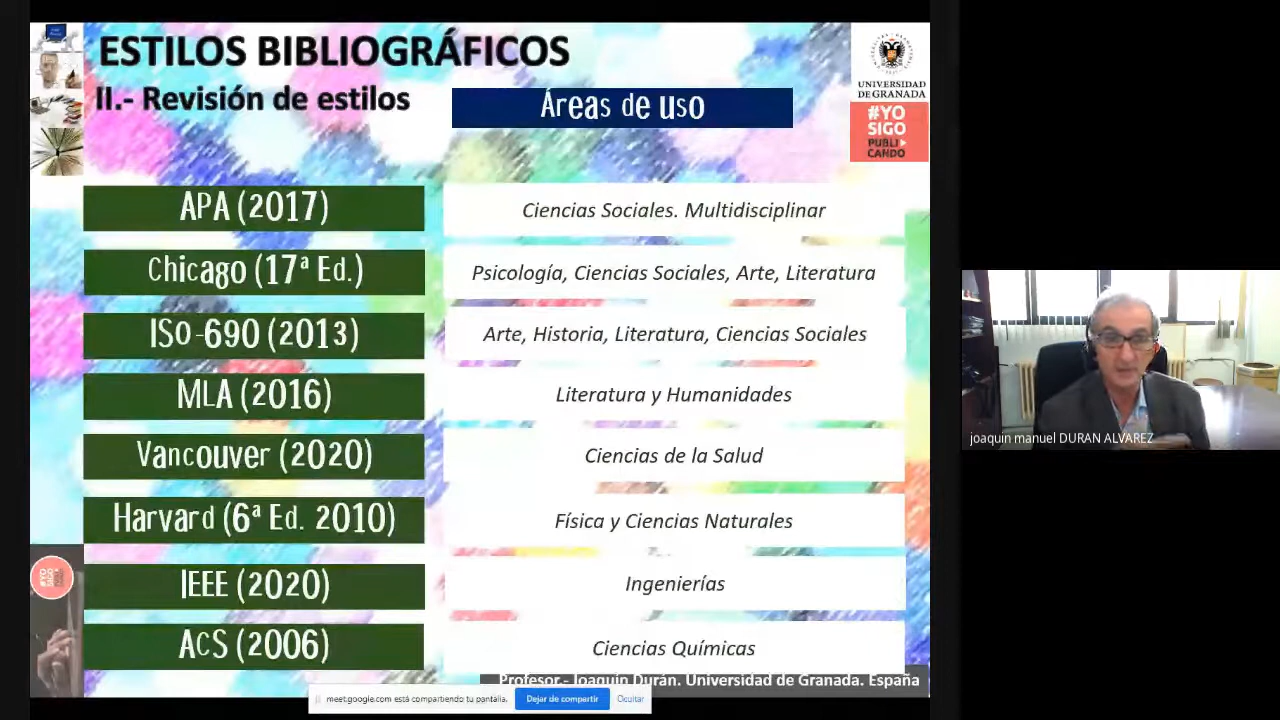 ESTILOS BIBLIOGRÁFICOS
II.- Revisión de estilos
Áreas de uso
UNIVERSIDAD
DE GRANADA
#YO
SIGO
PUBLI
CANDO
APA (2017)
Ciencias Sociales. Multidisciplinar
Chicago (17ª Ed.)
Psicología, Ciencias Sociales, Arte, Literatura
ISo-690 (2013)
Arte, Historia, Literatura, Ciencias Sociales
MLA (2016)
Literatura y Humanidades
Vancouver (2020)
Ciencias de la Salud
Harvard (6ª Ed. 2010)
Física y Ciencias Naturales
IEEE (2020)
Ingenierías
AcS (2006)
Ciencias Químicas
Profesor.- Joaquín Durán. Universidad de Granada. España
meet.google.com está compartiendo tu pantalla.
Dejar de compartir
Ocultar
joaquin manuel DURAN ALVAREZ